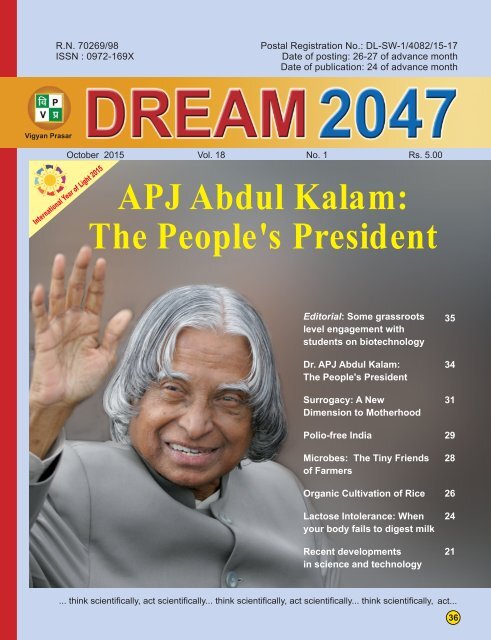 R.N. 70269/98
ISSN : 0972-169X
Postal Registration No.: DL-SW-1/4082/15-17
Date of posting: 26-27 of advance month
Date of publication: 24 of advance month
वि P
V प्र
Vigyan Prasar
DREAM 2047
October 2015 Vol. 18 No. 1 Rs. 5.00
International Year of Light 2015
APJ Abdul Kalam:
The People's President
Editorial: Some grassroots 35
level engagement with
students on biotechnology
Dr. APJ Abdul Kalam: 34
The People's President
Surrogacy: A New 31
Dimension to Motherhood
Polio-free India 29
Microbes: The Tiny Friends 28
of Farmers
Organic Cultivation of Rice 26
Lactose Intolerance: When 24
your body fails to digest milk
Recent developments 21
in science and technology
... think scientifically, act scientifically... think scientifically, act scientifically... think scientifically, act...
36